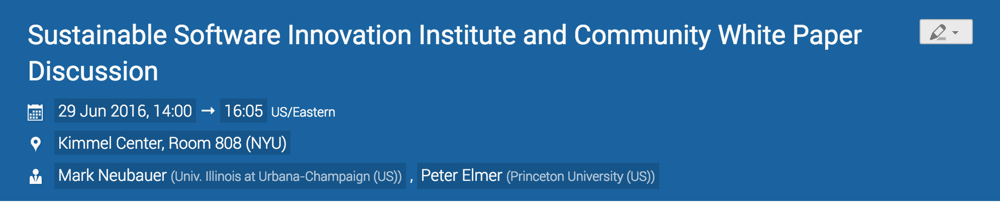 Sustainable Software Innovation Institute and Community White Paper
Discussion
29 Jun 2016, 14:00 → 16:05 US/Eastern
Kimmel Center, Room 808 (NYU)
Mark Neubauer (Univ. Illinois at Urbana-Champaign (US)) , Peter Elmer (Princeton University (US))